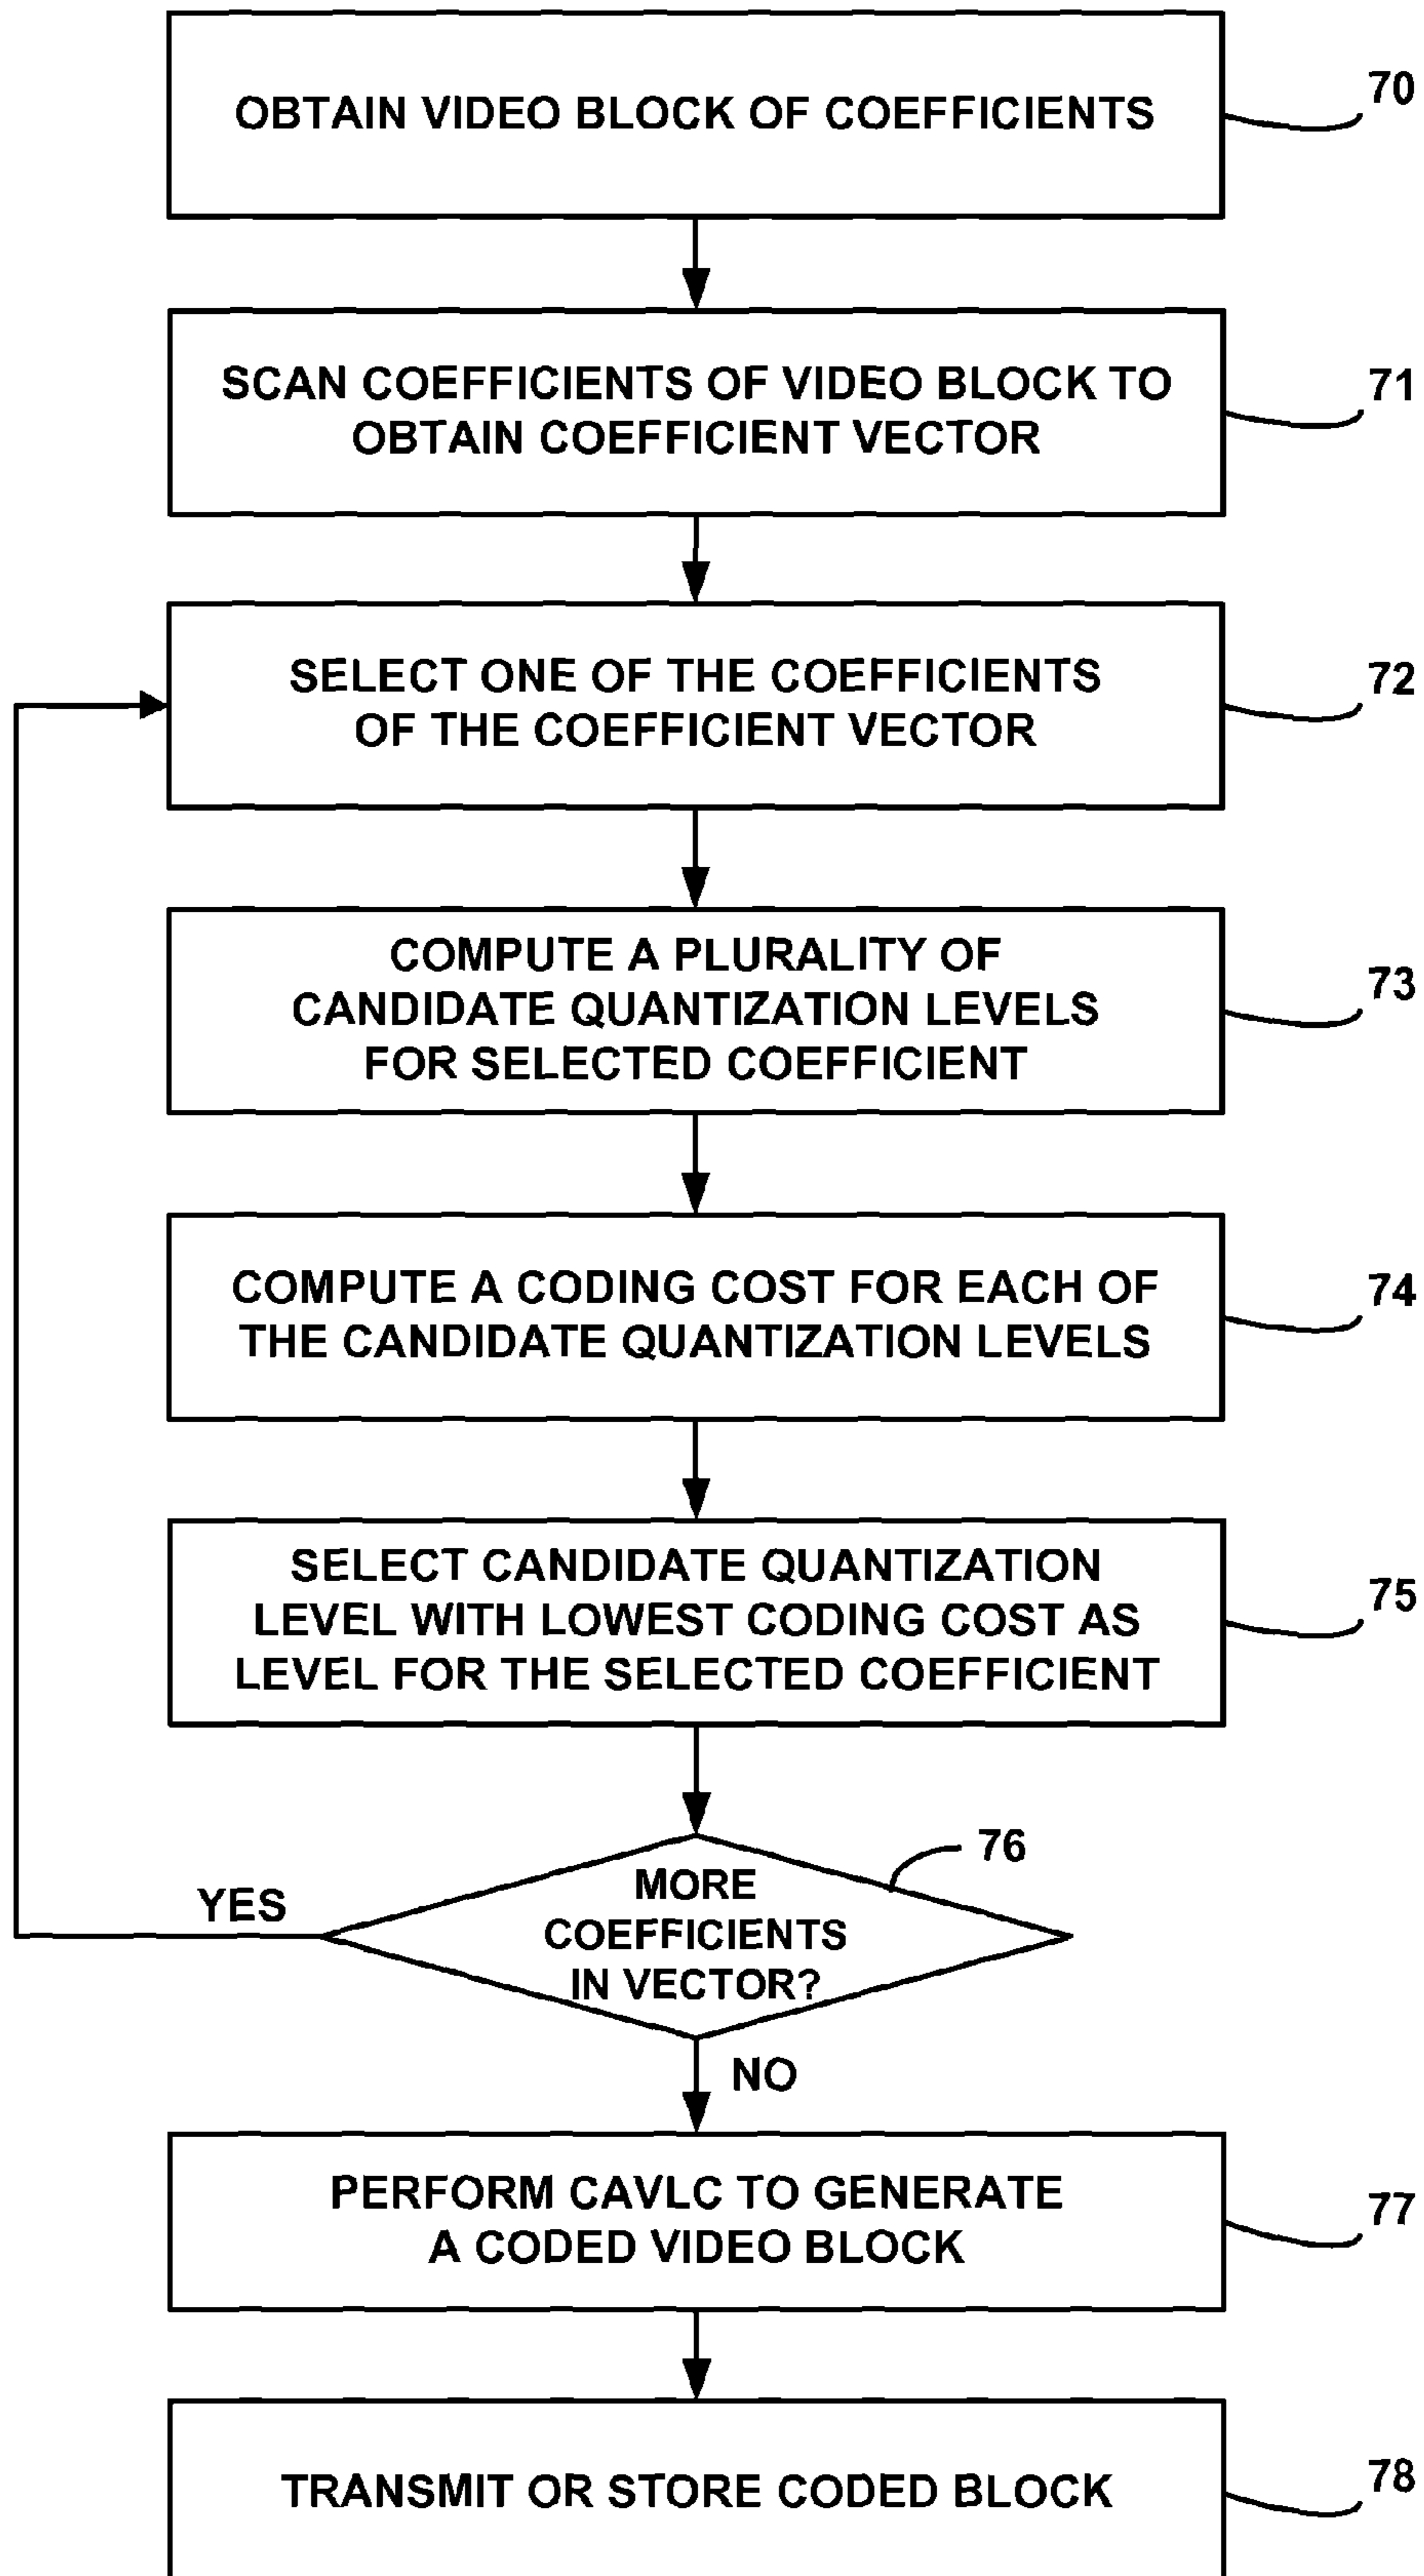 OBTAIN VIDEO BLOCK OF COEFFICIENTS
70
SCAN COEFFICIENTS OF VIDEO BLOCK TO
OBTAIN COEFFICIENT VECTOR
71
SELECT ONE OF THE COEFFICIENTS
OF THE COEFFICIENT VECTOR
72
COMPUTE A PLURALITY OF
CANDIDATE QUANTIZATION LEVELS
FOR SELECTED COEFFICIENT
73
COMPUTE A CODING COST FOR EACH OF
THE CANDIDATE QUANTIZATION LEVELS
74
SELECT CANDIDATE QUANTIZATION
LEVEL WITH LOWEST CODING COST AS
LEVEL FOR THE SELECTED COEFFICIENT
75
MORE
COEFFICIENTS
IN VECTOR?
76
YES
NO
PERFORM CAVLC TO GENERATE
A CODED VIDEO BLOCK
77
TRANSMIT OR STORE CODED BLOCK
78